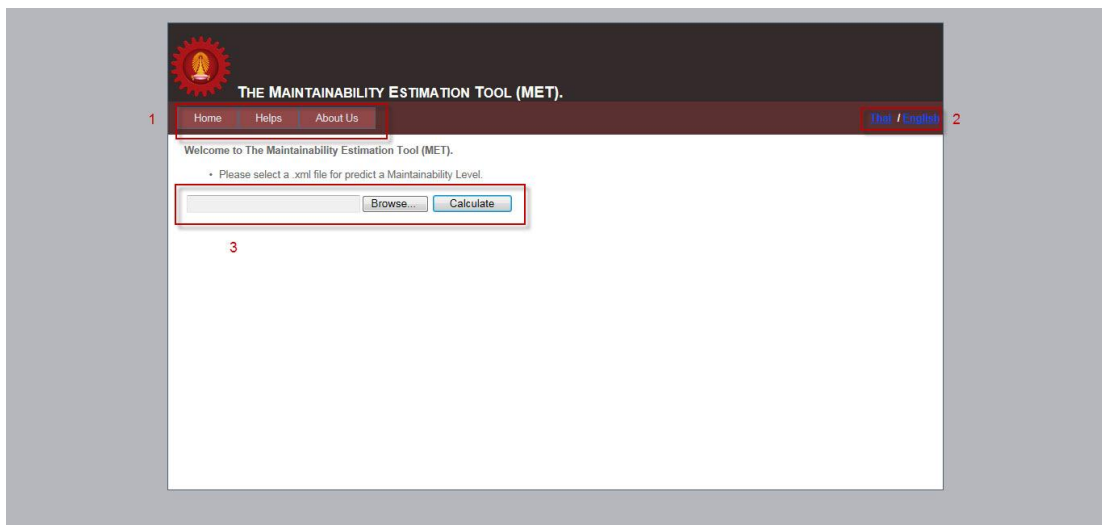 THE MAINTAINABILITY ESTIMATION TOOL (MET).
1
Home Helps About Us
Thai / English
2
Welcome to The Maintainability Estimation Tool (MET).
• Please select a .xml file for predict a Maintainability Level.
Browse... Calculate
3